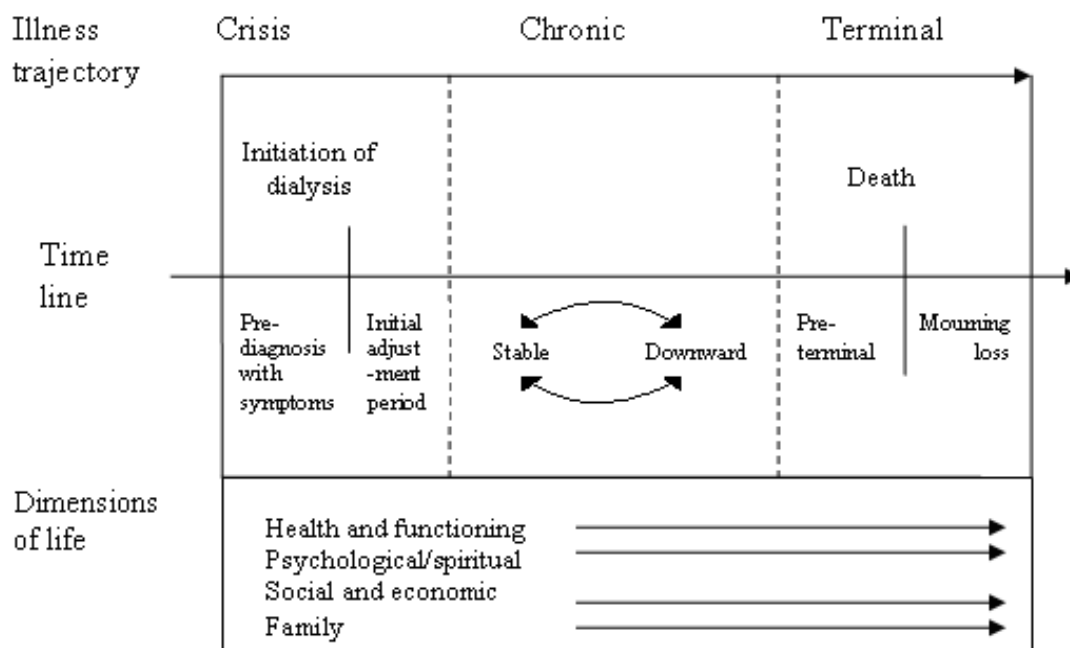 Illness
trajectory
Crisis
Chronic
Terminal
Initiation of
dialysis
Death
Time
line
Pre-
diagnosis
with
symptoms
Initial
adjust
-ment
period
Stable
Downward
Pre-
terminal
Mourning
loss
Dimensions
of life
Health and functioning
Psychological/spiritual
Social and economic
Family